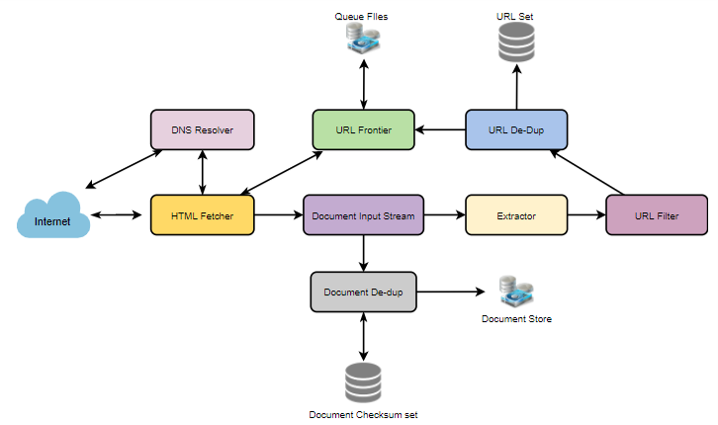 Queue FIles
URL Set
DNS Resolver
URL Frontier
URL De-Dup
Internet
HTML Fetcher
Document Input Stream
Extractor
URL Filter
Document De-dup
Document Store
Document Checksum set